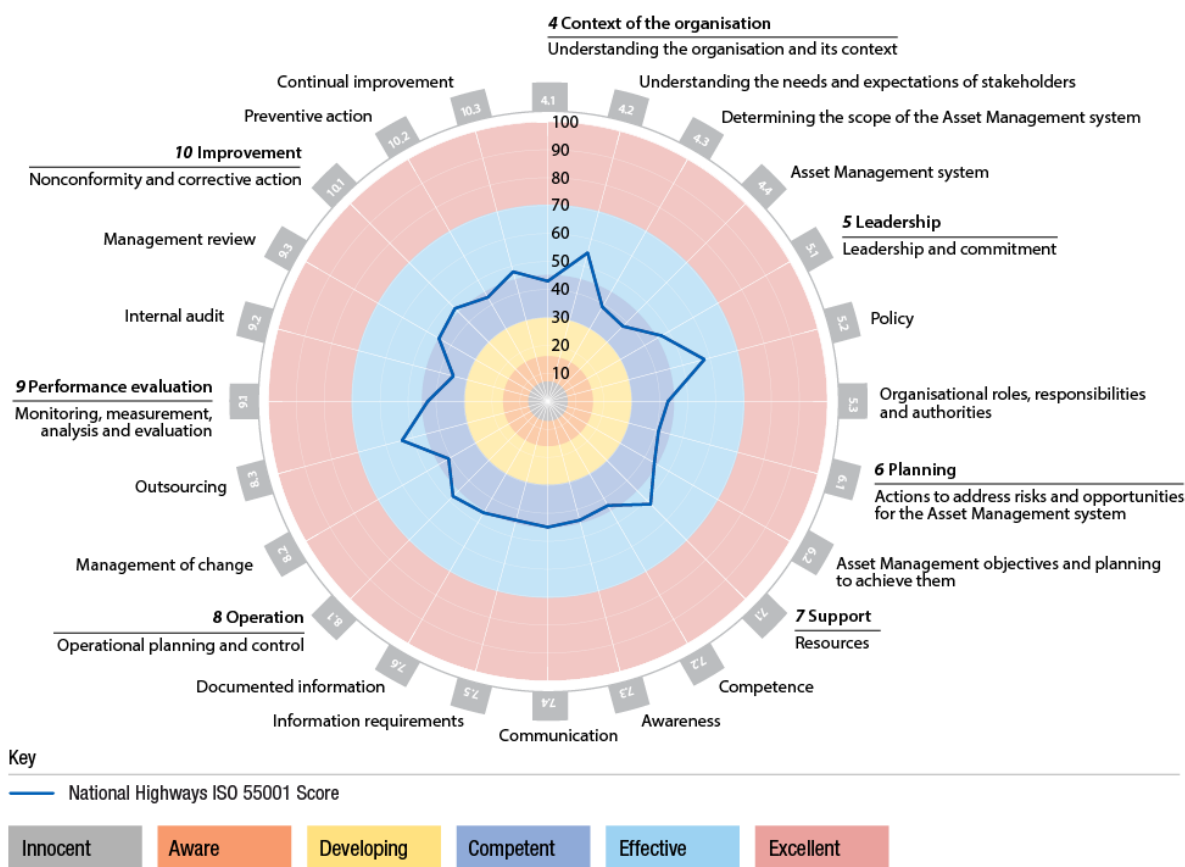 4 Context of the organisation
Understanding the organisation and its context
Continual improvement
Understanding the needs and expectations of stakeholders
Preventive action
Determining the scope of the Asset Management system
10 Improvement
Nonconformity and corrective action
Asset Management system
Management review
5 Leadership
Leadership and commitment
Internal audit
Policy
9 Performance evaluation
Monitoring, measurement,
analysis and evaluation
Organisational roles, responsibilities
and authorities
Outsourcing
6 Planning
Actions to address risks and opportunities
for the Asset Management system
Management of change
Asset Management objectives and planning
to achieve them
8 Operation
Operational planning and control
7 Support
Resources
Documented information
Competence
Information requirements
Awareness
Communication
4.1
4.2
4.3
4.4
5.1
5.2
5.3
6.1
6.2
7.1
7.2
7.3
7.4
7.5
7.6
8.1
8.2
8.3
9.1
9.2
9.3
10.1
10.2
10.3
100
90
80
70
60
50
40
30
20
10
Key
National Highways ISO 55001 Score
Innocent
Aware
Developing
Competent
Effective
Excellent